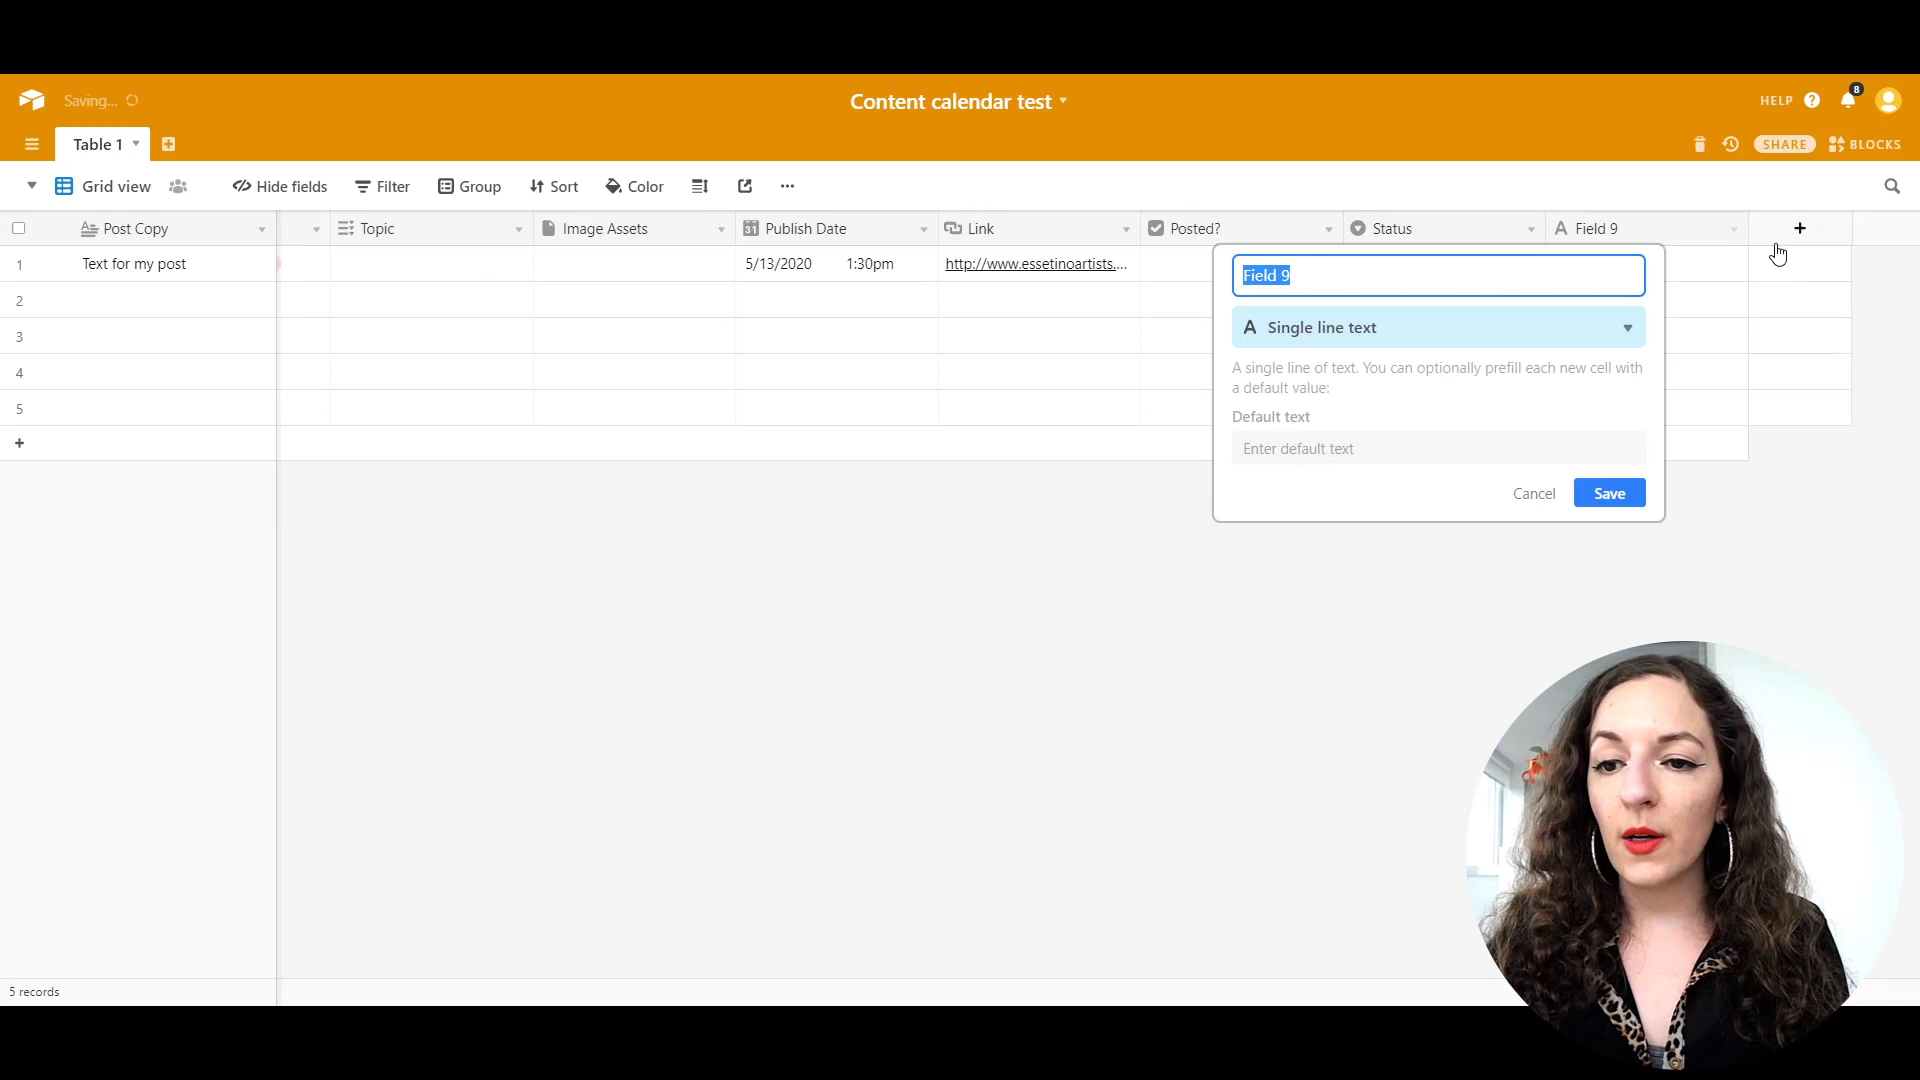 Saving...
Content calendar test
HELP ?
8
Table 1
SHARE
BLOCKS
Grid view
Hide fields
Filter
Group
Sort
Color
Post Copy
Topic
Image Assets
31 Publish Date
Link
Posted?
Status
A Field 9
1 Text for my post 5/13/2020 1:30pm http://www.essetinoartists....
2
3
4
5
Field 9
A Single line text
A single line of text. You can optionally prefill each new cell with
a default value:
Default text
Enter default text
Cancel
Save
5 records